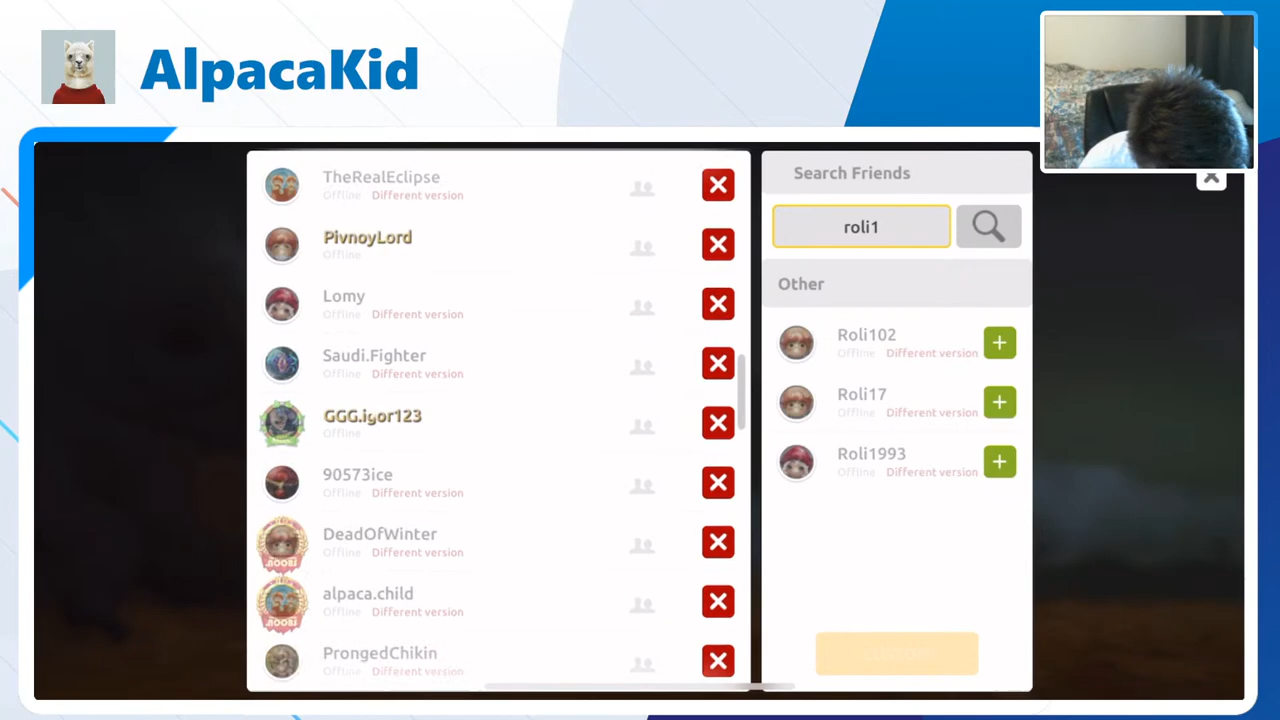 AlpacaKid
TheRealEclipse
Offline Different version
PivnoyLord
Offline
Lomy
Offline Different version
Saudi.Fighter
Offline Different version
GGG.igor123
Offline
90573ice
Offline Different version
DeadOfWinter
Offline Different version
alpaca.child
Offline Different version
ProngedChikin
Offline Different version
Search Friends
roli1
Other
Roli102
Offline Different version
Roli17
Offline Different version
Roli1993
Offline Different version